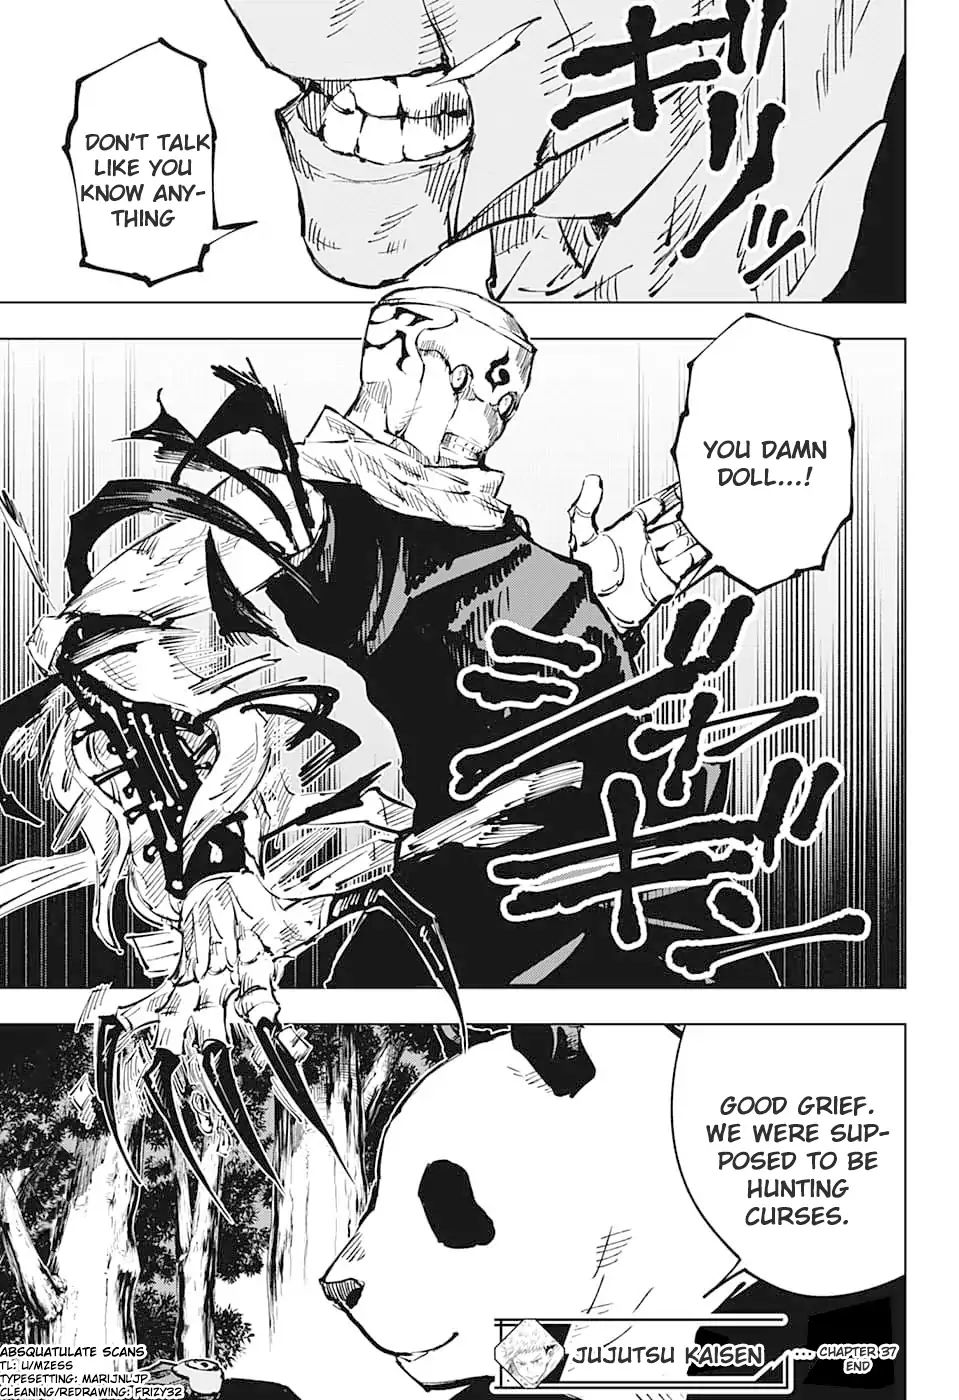 ギリッ
DON'T TALK
LIKE YOU
KNOW ANY-
THING
YOU DAMN
DOLL...!
ジャ
ギンッ
GOOD GRIEF.
WE WERE SUP-
POSED TO BE
HUNTING
CURSES.
JUJUTSU KAISEN
.... CHAPTER 37
END
ABSQUATULATE SCANS
TL: U/MZESS
TYPESETTING: MARIJNLJP
CLEANING/REDRAWING: FRIZY32